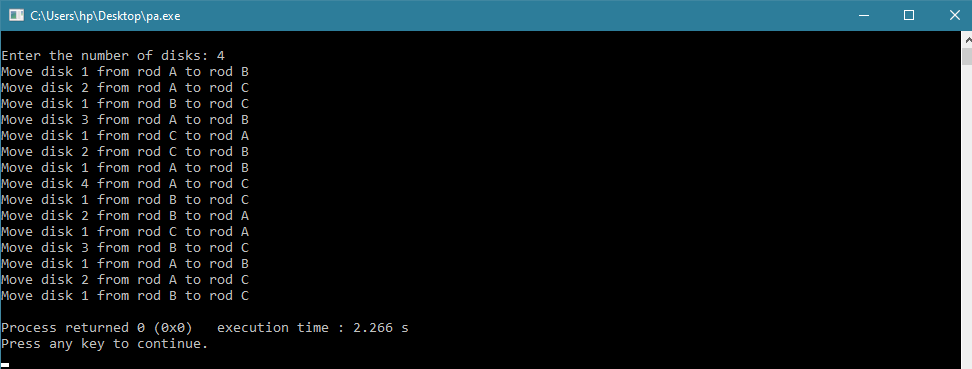 C:\Users\hp\Desktop\pa.exe
Enter the number of disks: 4
Move disk 1 from rod A to rod B
Move disk 2 from rod A to rod C
Move disk 1 from rod B to rod C
Move disk 3 from rod A to rod B
Move disk 1 from rod C to rod A
Move disk 2 from rod C to rod B
Move disk 1 from rod A to rod B
Move disk 4 from rod A to rod C
Move disk 1 from rod B to rod C
Move disk 2 from rod B to rod A
Move disk 1 from rod C to rod A
Move disk 3 from rod B to rod C
Move disk 1 from rod A to rod B
Move disk 2 from rod A to rod C
Move disk 1 from rod B to rod C
Process returned 0 (0x0)   execution time : 2.266 s
Press any key to continue.